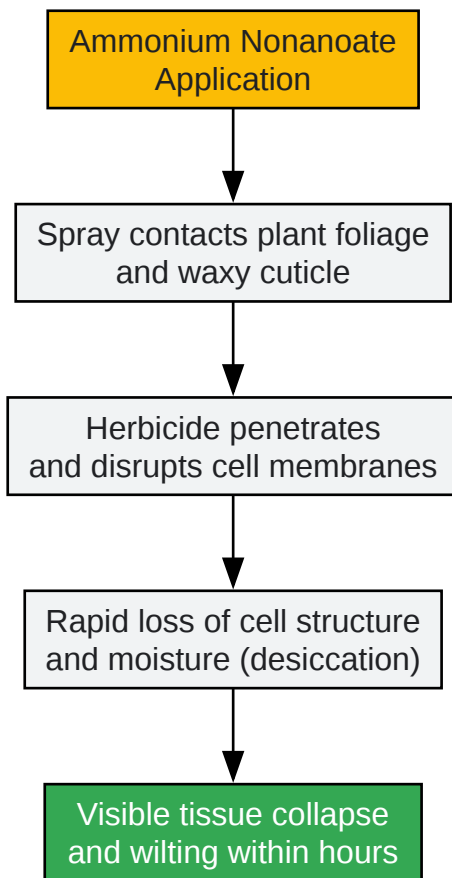 Ammonium Nonanoate
Application
Spray contacts plant foliage
and waxy cuticle
Herbicide penetrates
and disrupts cell membranes
Rapid loss of cell structure
and moisture (desiccation)
Visible tissue collapse
and wilting within hours